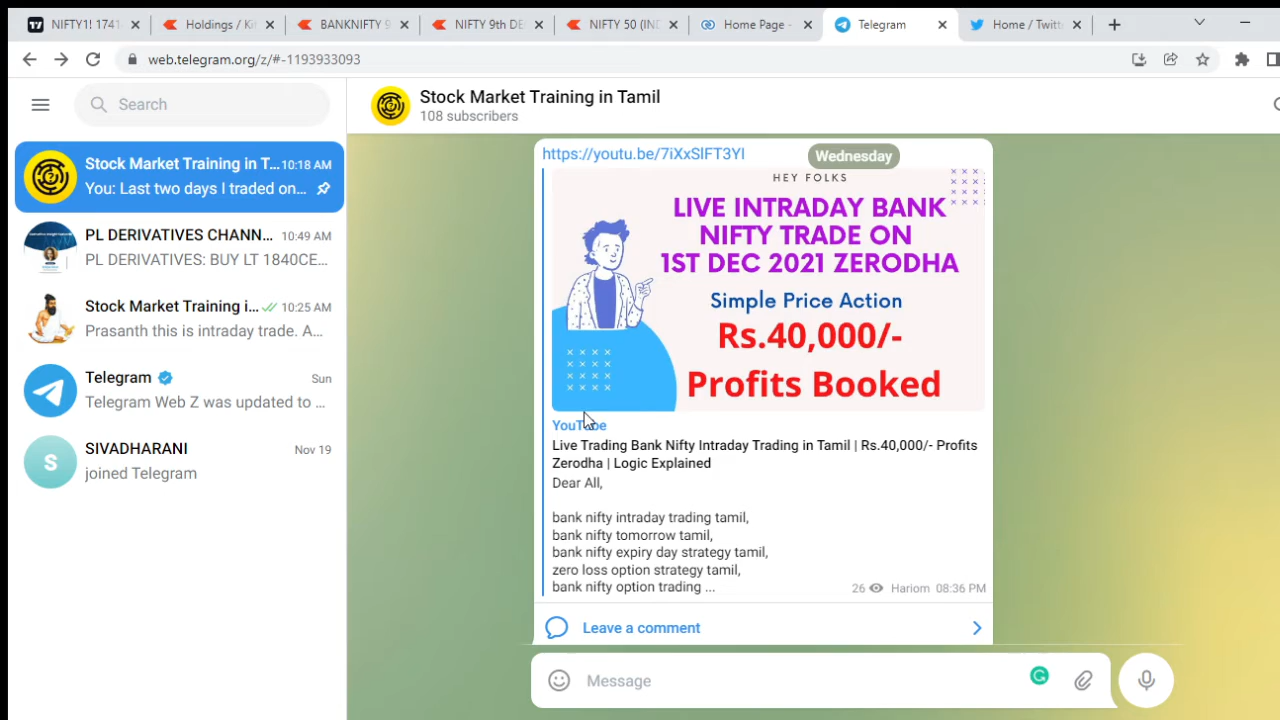 NIFTY1! 1741
Holdings / Ki
BANKNIFTY 9
NIFTY 9th DE
NIFTY 50 (IN
Home Page -
Telegram
Home / Twitt
web.telegram.org/z/#-1193933093
Search
Stock Market Training in T... 10:18 AM
You: Last two days I traded on...
PL DERIVATIVES CHANN... 10:49 AM
PL DERIVATIVES: BUY LT 1840CE...
Stock Market Training i... 10:25 AM
Prasanth this is intraday trade. A...
Telegram Sun
Telegram Web Z was updated to ...
S
SIVADHARANI Nov 19
joined Telegram
Stock Market Training in Tamil
108 subscribers
https://youtu.be/7iXxSlFT3YI
Wednesday
HEY FOLKS
LIVE INTRADAY BANK
NIFTY TRADE ON
1ST DEC 2021 ZERODHA
Simple Price Action
Rs.40,000/-
Profits Booked
YouTube
Live Trading Bank Nifty Intraday Trading in Tamil | Rs.40,000/- Profits
Zerodha | Logic Explained
Dear All,
bank nifty intraday trading tamil,
bank nifty tomorrow tamil,
bank nifty expiry day strategy tamil,
zero loss option strategy tamil,
bank nifty option trading ...
26 Hariom 08:36 PM
Leave a comment
Message